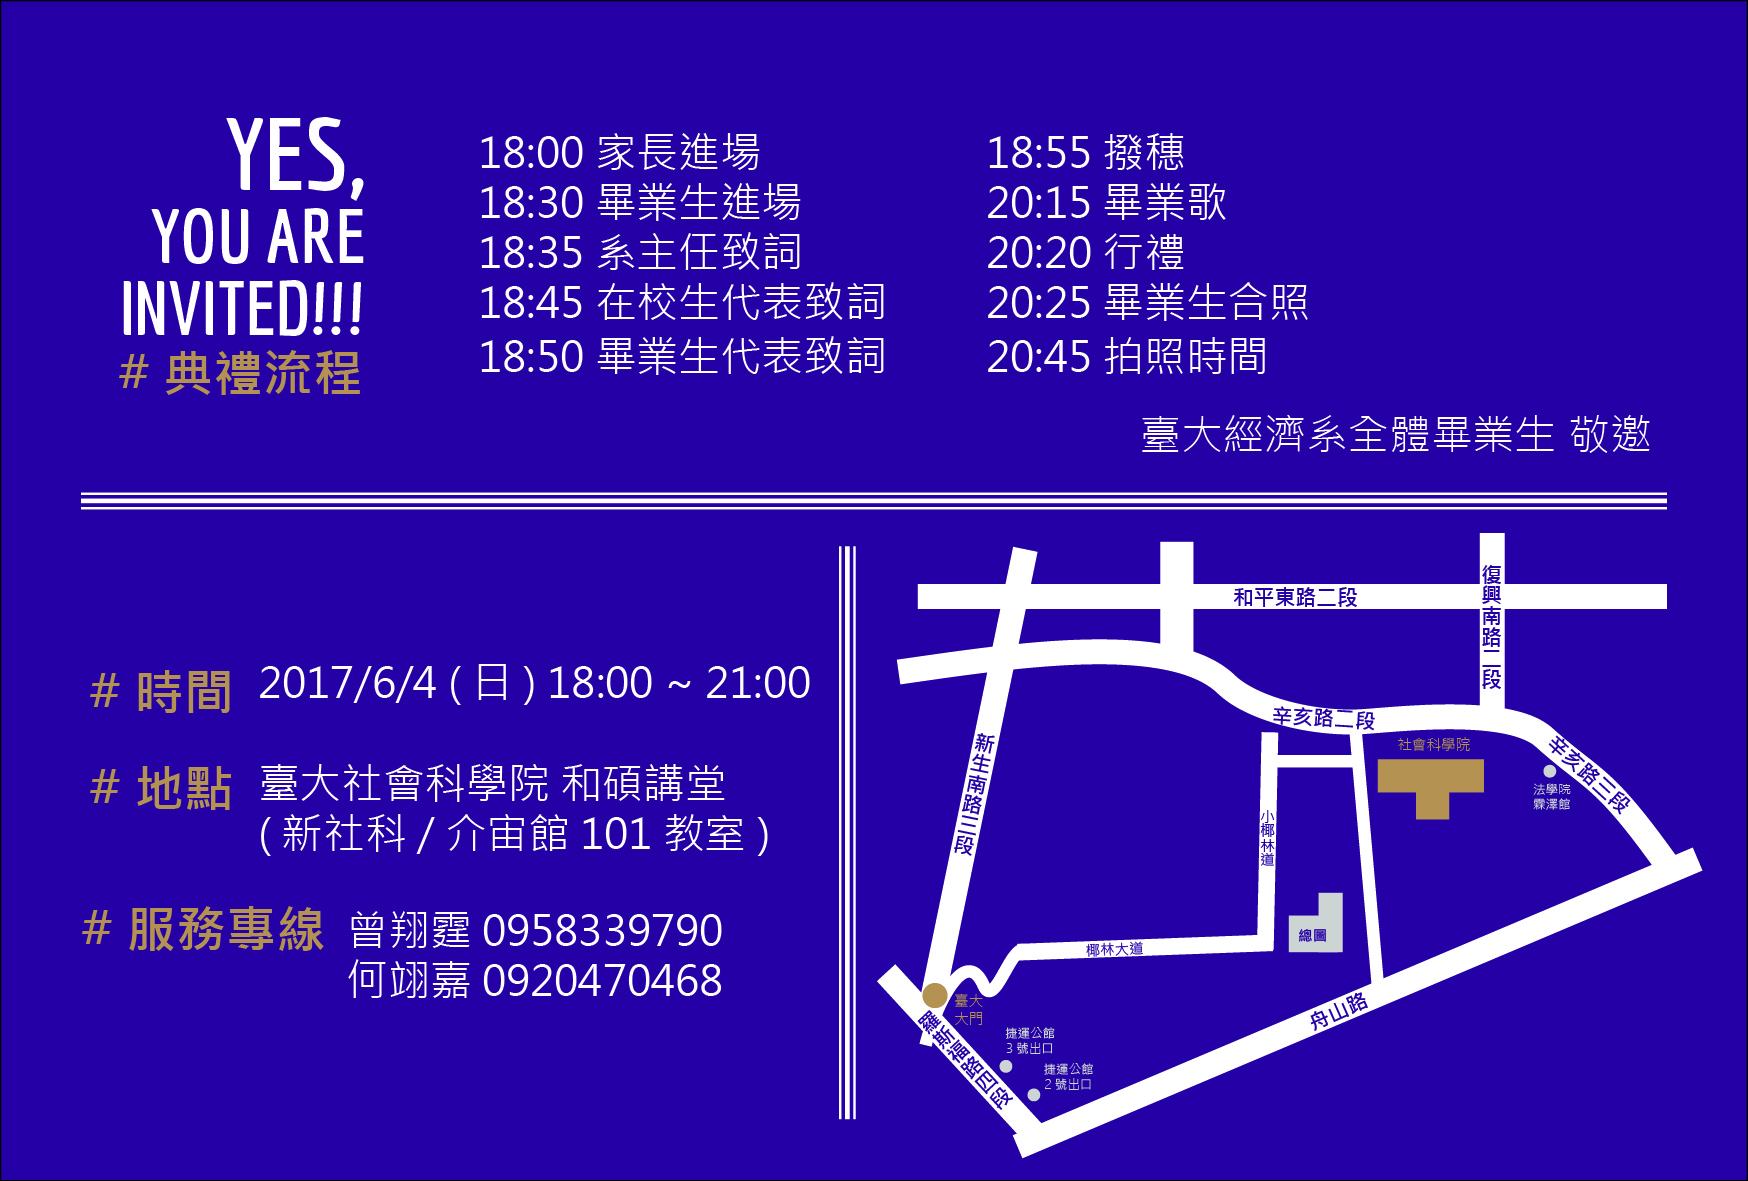 YES,
YOU ARE
INVITED!!!
# 典禮流程
18:00 家長進場
18:30 畢業生進場
18:35 系主任致詞
18:45 在校生代表致詞
18:50 畢業生代表致詞
18:55 撥穗
20:15 畢業歌
20:20 行禮
20:25 畢業生合照
20:45 拍照時間
臺大經濟系全體畢業生 敬邀
# 時間 2017/6/4 ( 日 ) 18:00 ~ 21:00
# 地點 臺大社會科學院 和碩講堂
( 新社科 / 介宙館 101 教室 )
# 服務專線 曾翔霆 0958339790
何翊嘉 0920470468
和平東路二段
復興南路二段
辛亥路二段
社會科學院
辛亥路三段
法學院
霖澤館
新生南路三段
小椰林道
總圖
椰林大道
臺大
大門
舟山路
羅斯福路四段
捷運公館
3 號出口
捷運公館
2 號出口